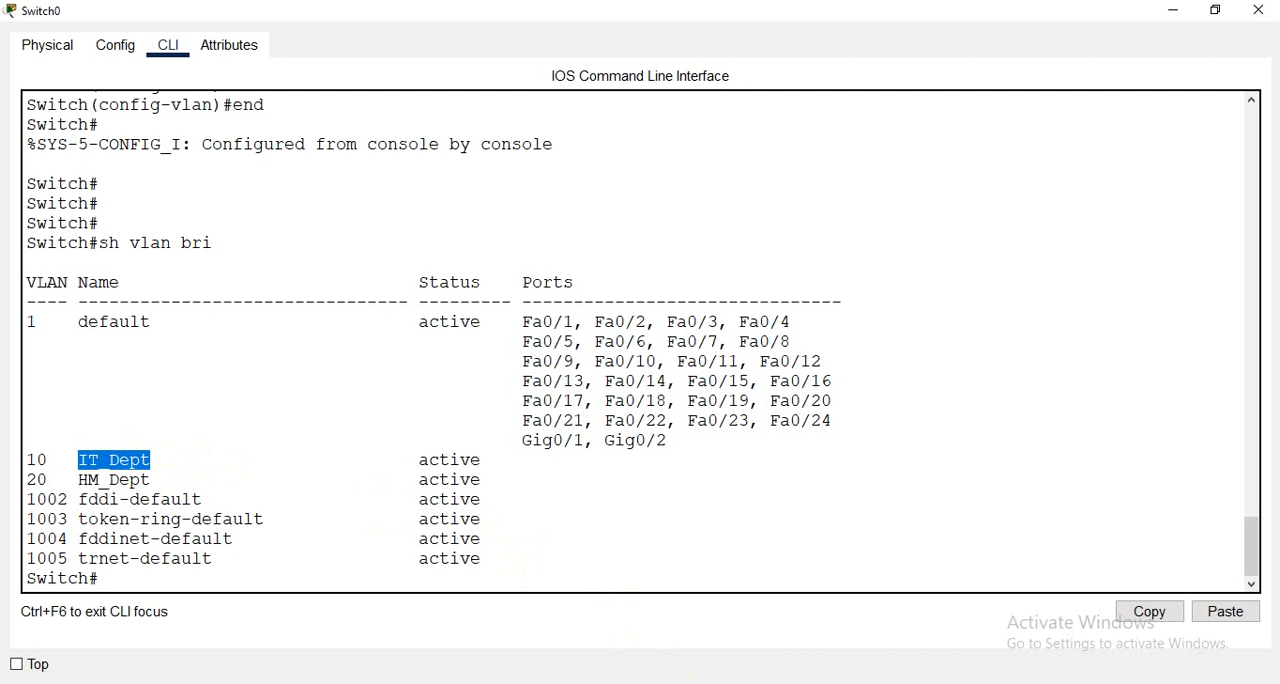 Switch0
Physical Config CLI Attributes
IOS Command Line Interface
Switch(config-vlan)#end
Switch#
%SYS-5-CONFIG_I: Configured from console by console
Switch#
Switch#
Switch#
Switch#sh vlan bri
VLAN Name Status Ports
---- -------------------------------- --------- -------------------------------
1 default active Fa0/1, Fa0/2, Fa0/3, Fa0/4
Fa0/5, Fa0/6, Fa0/7, Fa0/8
Fa0/9, Fa0/10, Fa0/11, Fa0/12
Fa0/13, Fa0/14, Fa0/15, Fa0/16
Fa0/17, Fa0/18, Fa0/19, Fa0/20
Fa0/21, Fa0/22, Fa0/23, Fa0/24
Gig0/1, Gig0/2
10 IT_Dept active
20 HM_Dept active
1002 fddi-default active
1003 token-ring-default active
1004 fddinet-default active
1005 trnet-default active
Switch#
Ctrl+F6 to exit CLI focus
Copy Paste
Activate Windows
Go to Settings to activate Windows.
Top